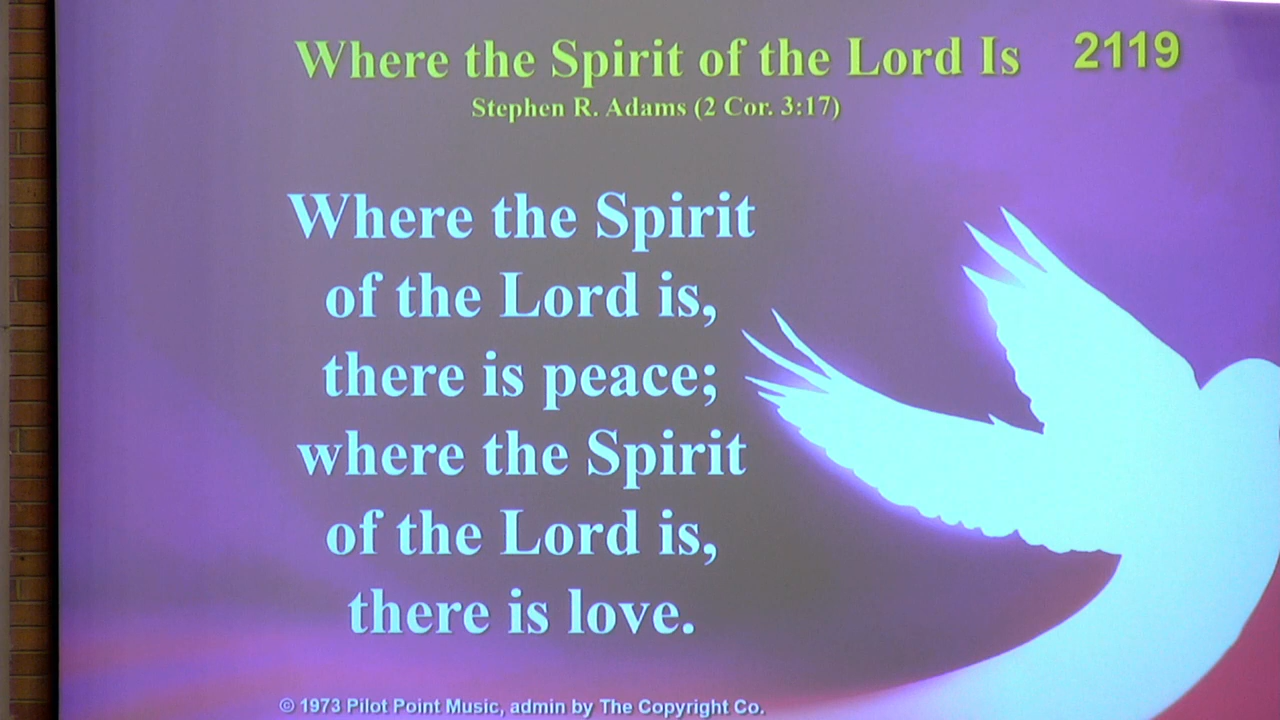 Where the Spirit of the Lord Is 2119
Stephen R. Adams (2 Cor. 3:17)
Where the Spirit
of the Lord is,
there is peace;
where the Spirit
of the Lord is,
there is love.
© 1973 Pilot Point Music, admin by The Copyright Co.